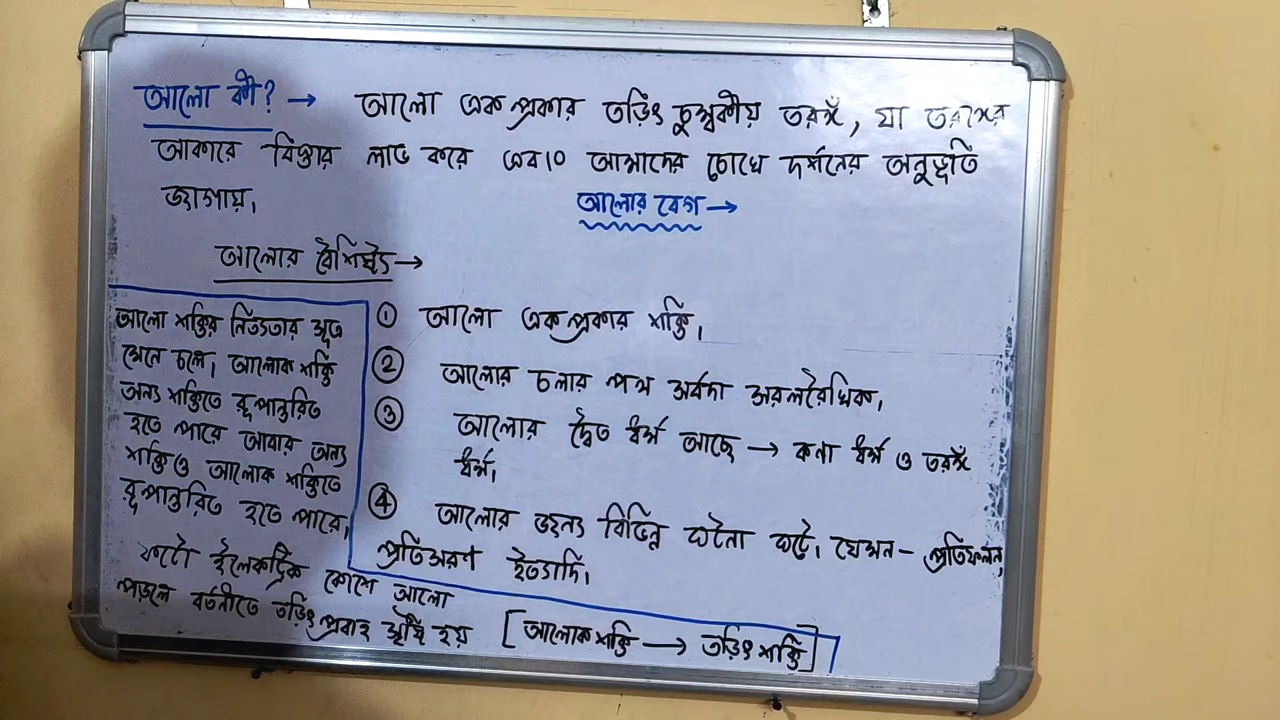 আলো কী? → আলো একপ্রকার তড়িৎ চুম্বকীয় তরঙ্গ, যা তরঙ্গের
আকারে বিস্তার লাভ করে এবং আমাদের চোখে দর্শনের অনুভূতি
জাগায়।
আলোর বেগ →
আলোর বৈশিষ্ট্য →
① আলো একপ্রকার শক্তি।
② আলোর চলার পথ সর্বদা সরলরৈখিক।
③ আলোর দ্বৈত ধর্ম আছে → কনা ধর্ম ও তরঙ্গ
ধর্ম।
④ আলোর জন্য বিভিন্ন ঘটনা ঘটে। যেমন - প্রতিফলন,
প্রতিসরণ ইত্যাদি।
আলো শক্তির নিত্যতার সূত্র
মেনে চলে। আলোক শক্তি
অন্য শক্তিতে রূপান্তরিত
হতে পারে আবার অন্য
শক্তিও আলোক শক্তিতে
রূপান্তরিত হতে পারে।
ফটো ইলেকট্রিক কোশে আলো
পড়লে বর্তনীতে তড়িৎপ্রবাহ সৃষ্টি হয় [আলোক শক্তি → তড়িৎ শক্তি]